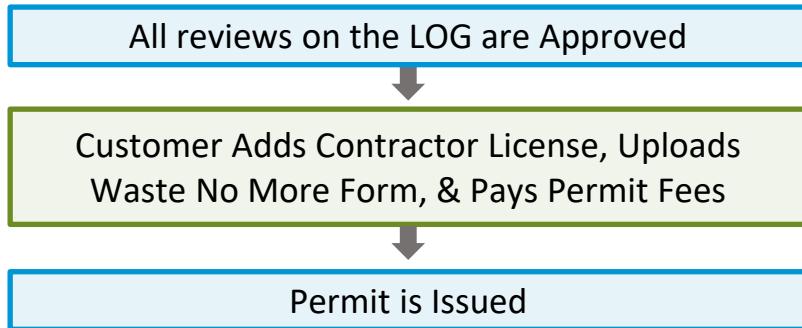 All reviews on the LOG are Approved
Customer Adds Contractor License, Uploads
Waste No More Form, & Pays Permit Fees
Permit is Issued